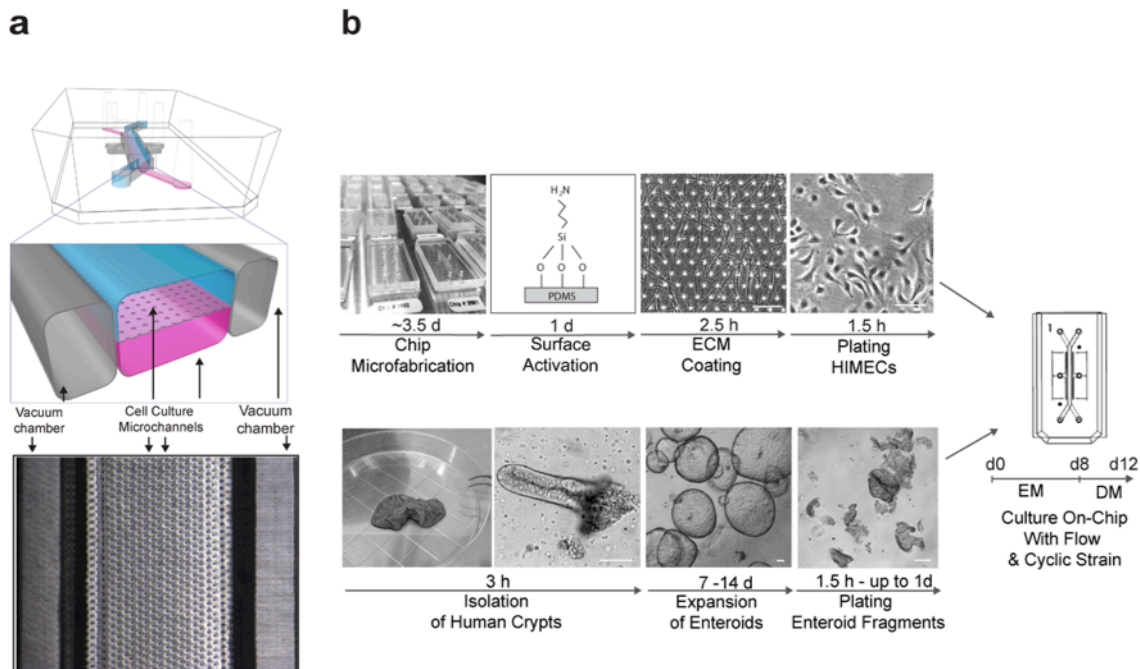 a
b
H₂N
Si
O O O
PDMS
~3.5 d
Chip
Microfabrication
1 d
Surface
Activation
2.5 h
ECM
Coating
1.5 h
Plating
HIMECs
Vacuum
chamber
Cell Culture
Microchannels
Vacuum
chamber
1
d0 d8 d12
EM DM
Culture On-Chip
With Flow
& Cyclic Strain
3 h
Isolation
of Human Crypts
7 -14 d
Expansion
of Enteroids
1.5 h - up to 1d
Plating
Enteroid Fragments